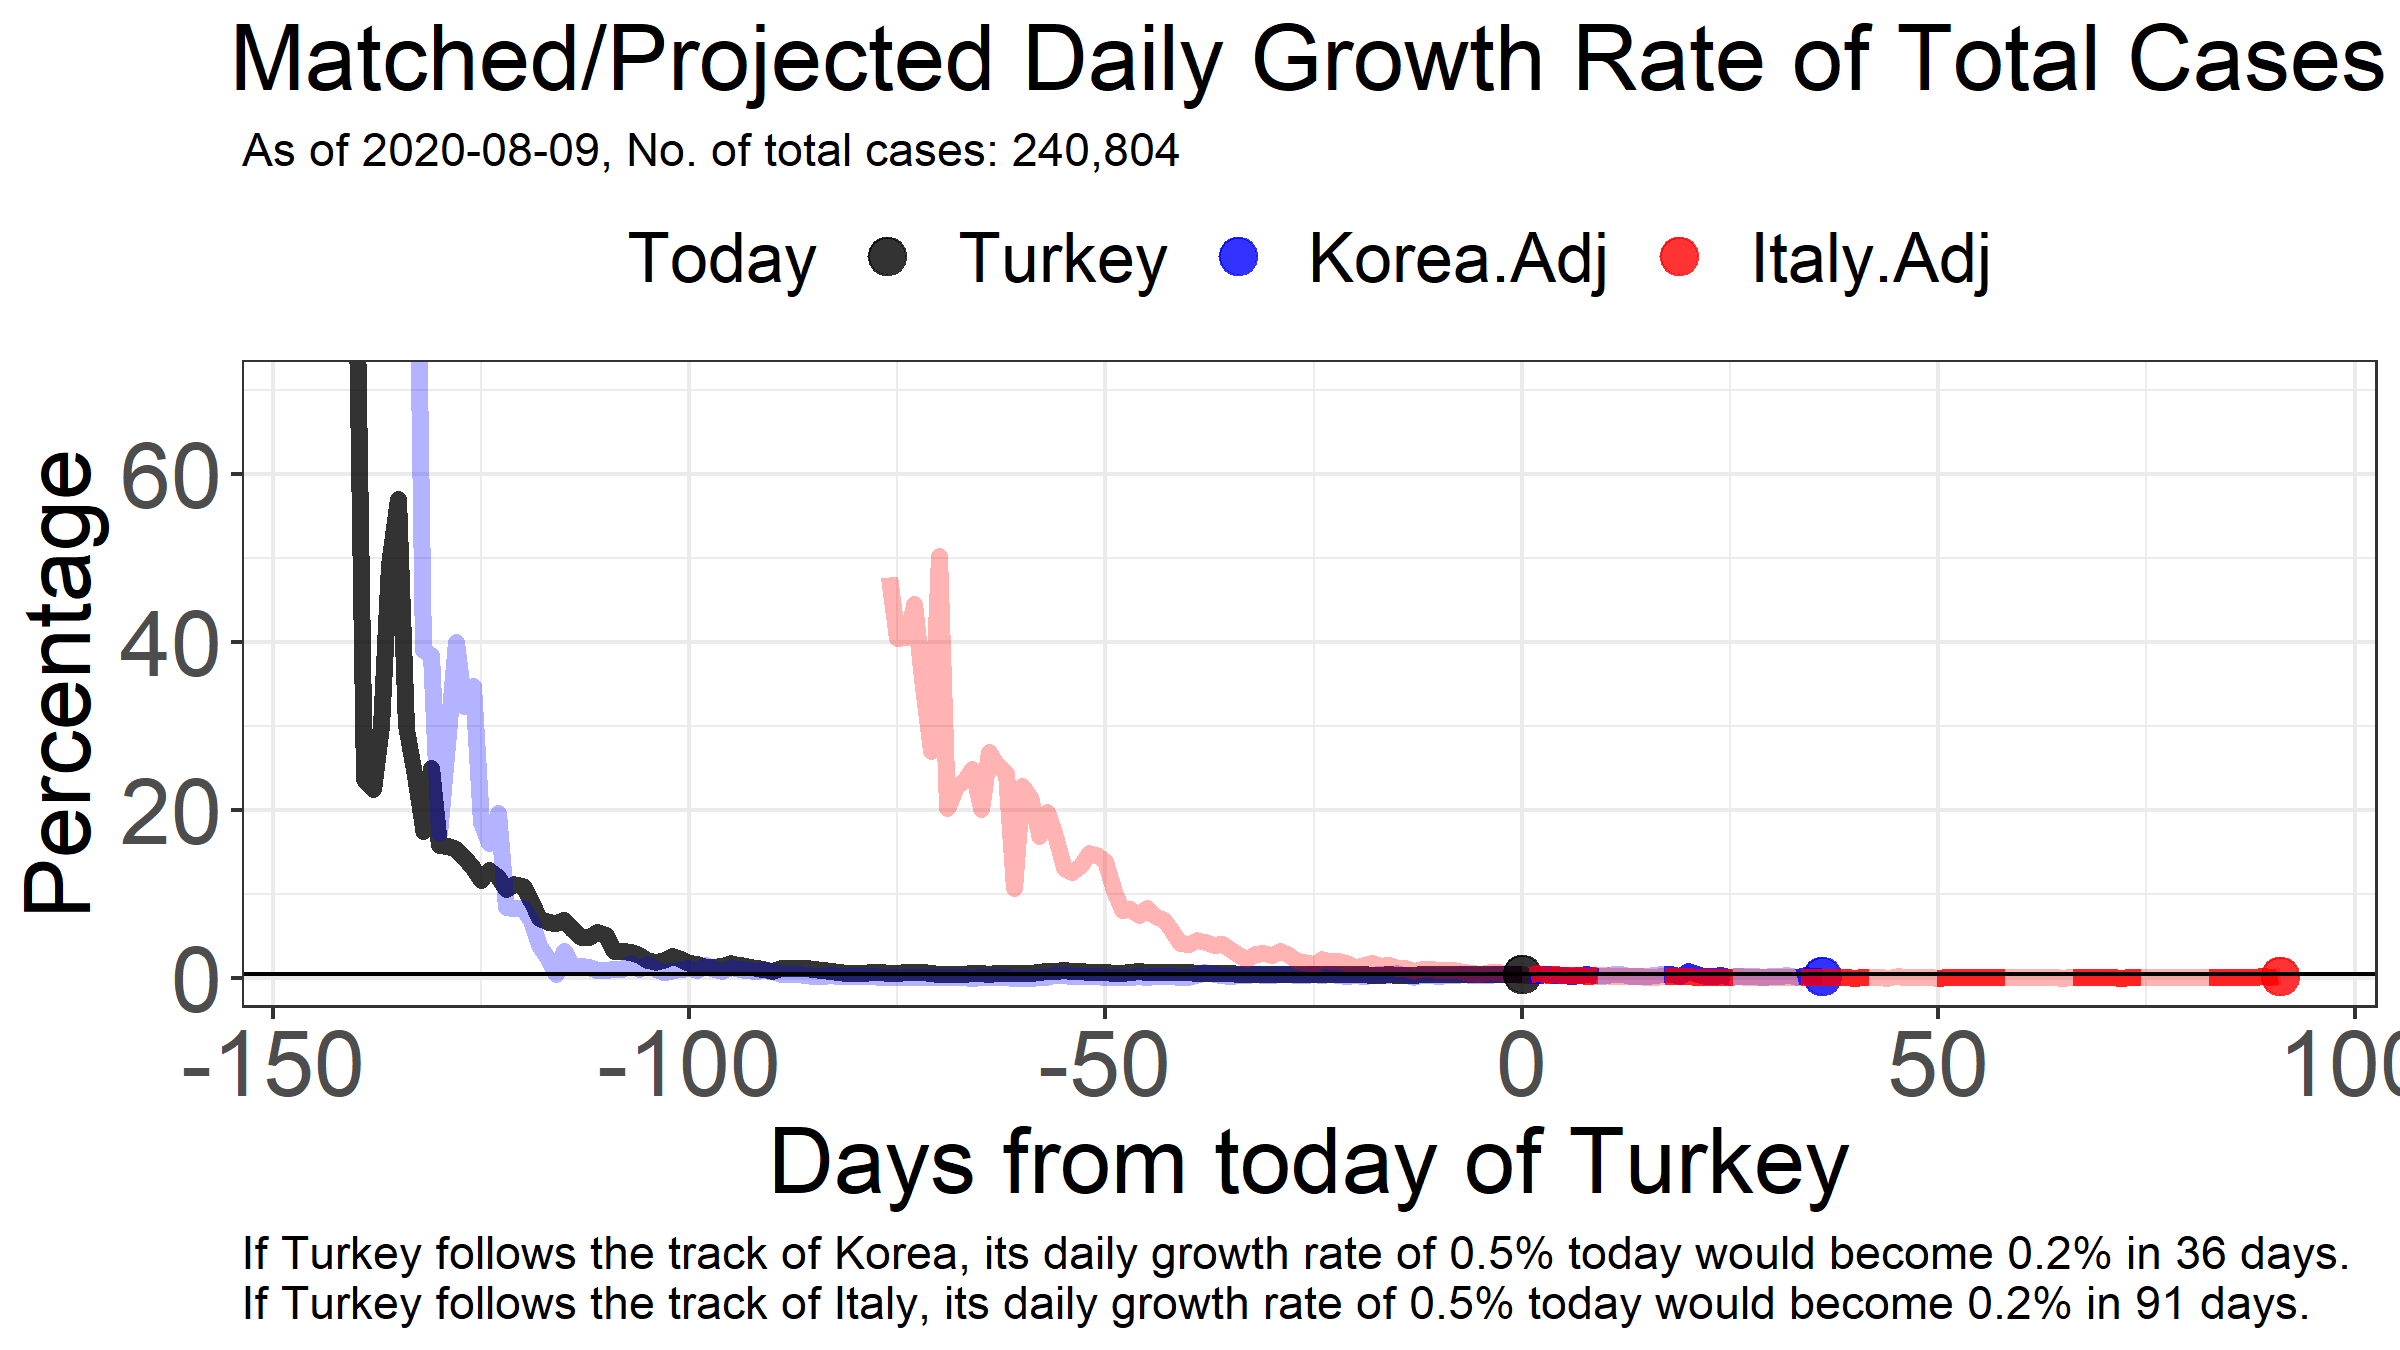 Matched/Projected Daily Growth Rate of Total Cases
As of 2020-08-09, No. of total cases: 240,804
Today Turkey Korea.Adj Italy.Adj
Percentage
60
40
20
0
-150 -100 -50 0 50 100
Days from today of Turkey
If Turkey follows the track of Korea, its daily growth rate of 0.5% today would become 0.2% in 36 days.
If Turkey follows the track of Italy, its daily growth rate of 0.5% today would become 0.2% in 91 days.